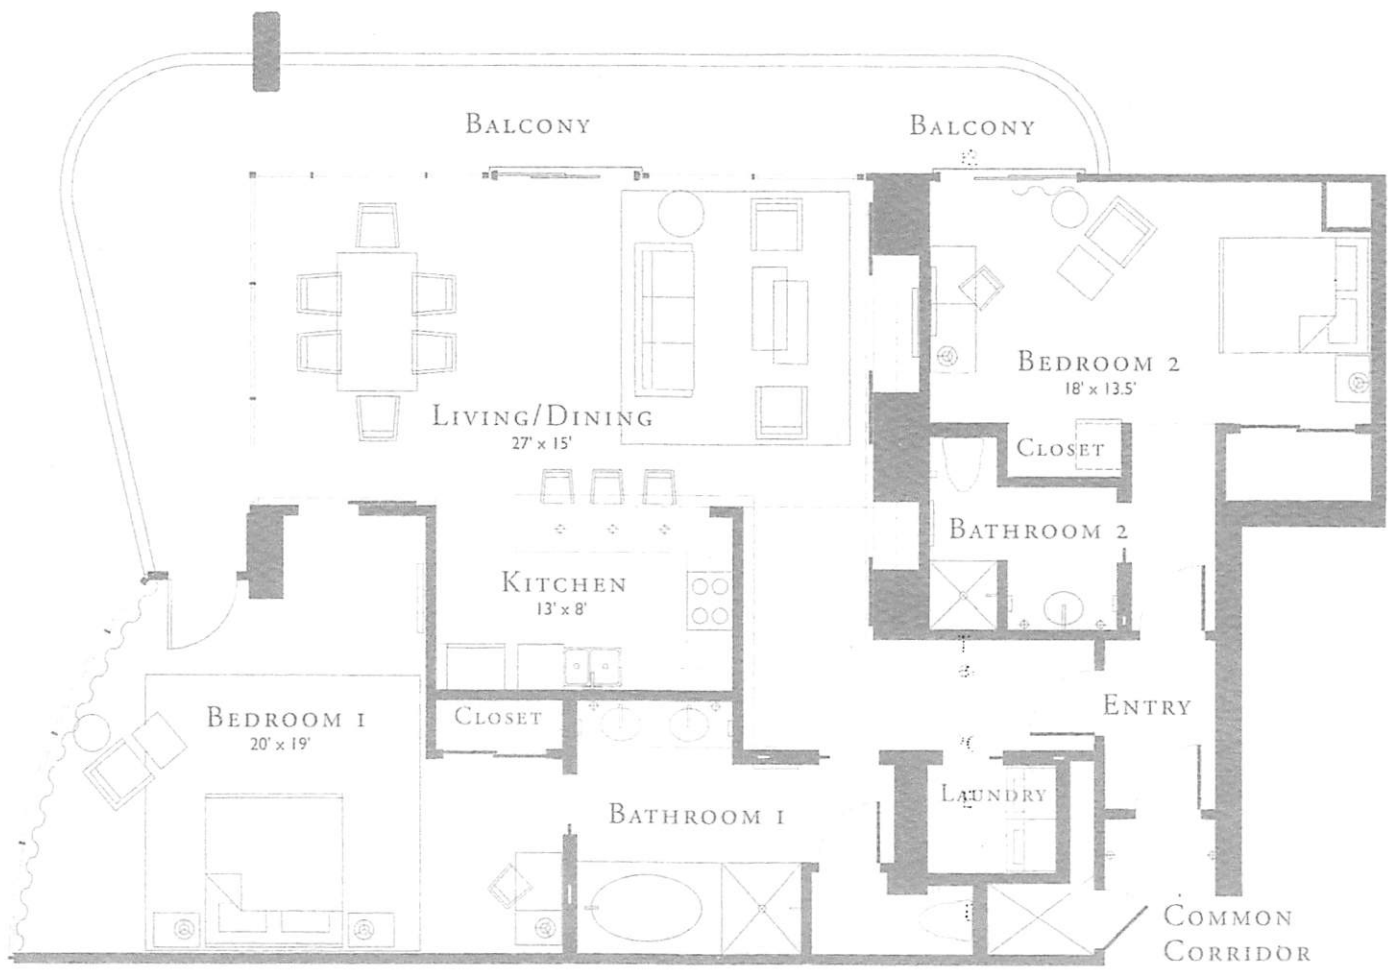 BALCONY
BALCONY
BEDROOM 2
18' x 13.5'
LIVING/DINING
27' x 15'
CLOSET
BATHROOM 2
KITCHEN
13' x 8'
ENTRY
BEDROOM 1
20' x 19'
CLOSET
LAUNDRY
BATHROOM 1
COMMON
CORRIDOR